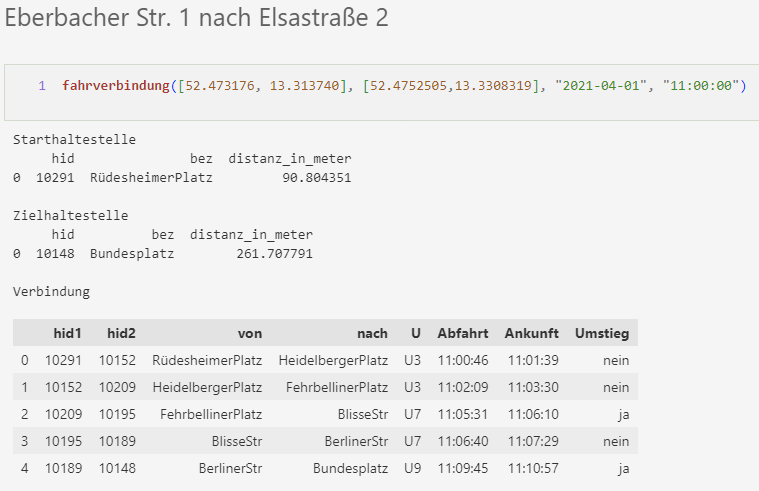 Eberbacher Str. 1 nach Elsastraße 2
1 fahrverbindung([52.473176, 13.313740], [52.4752505,13.3308319], "2021-04-01", "11:00:00")
Starthaltestelle
hid bez distanz_in_meter
0 10291 RüdesheimerPlatz 90.804351
Zielhaltestelle
hid bez distanz_in_meter
0 10148 Bundesplatz 261.707791
Verbindung
hid1 hid2 von nach U Abfahrt Ankunft Umstieg
0 10291 10152 RüdesheimerPlatz HeidelbergerPlatz U3 11:00:46 11:01:39 nein
1 10152 10209 HeidelbergerPlatz FehrbellinerPlatz U3 11:02:09 11:03:30 nein
2 10209 10195 FehrbellinerPlatz BlisseStr U7 11:05:31 11:06:10 ja
3 10195 10189 BlisseStr BerlinerStr U7 11:06:40 11:07:29 nein
4 10189 10148 BerlinerStr Bundesplatz U9 11:09:45 11:10:57 ja